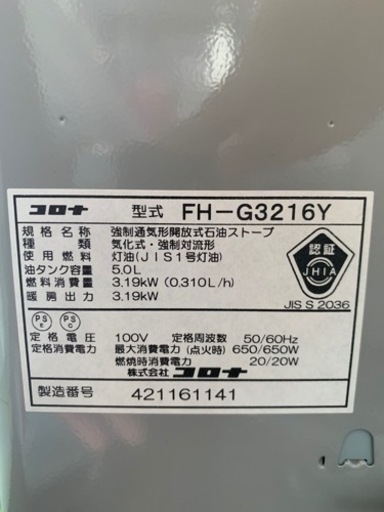 コロナ 型式 FH-G3216Y
規格名称 強制通気形開放式石油ストーブ
種類 気化式・強制対流形
使用燃料 灯油(JIS1号灯油)
油タンク容量 5.0L
燃料消費量 3.19kW (0.310L/h)
暖房出力 3.19kW
認証
JHIA
JIS S 2036
PS E PS C
定格電圧 100V 定格周波数 50/60Hz
定格消費電力 最大消費電力 (点火時) 650/650W
燃焼時消費電力 20/20W
株式会社 コロナ
製造番号 421161141